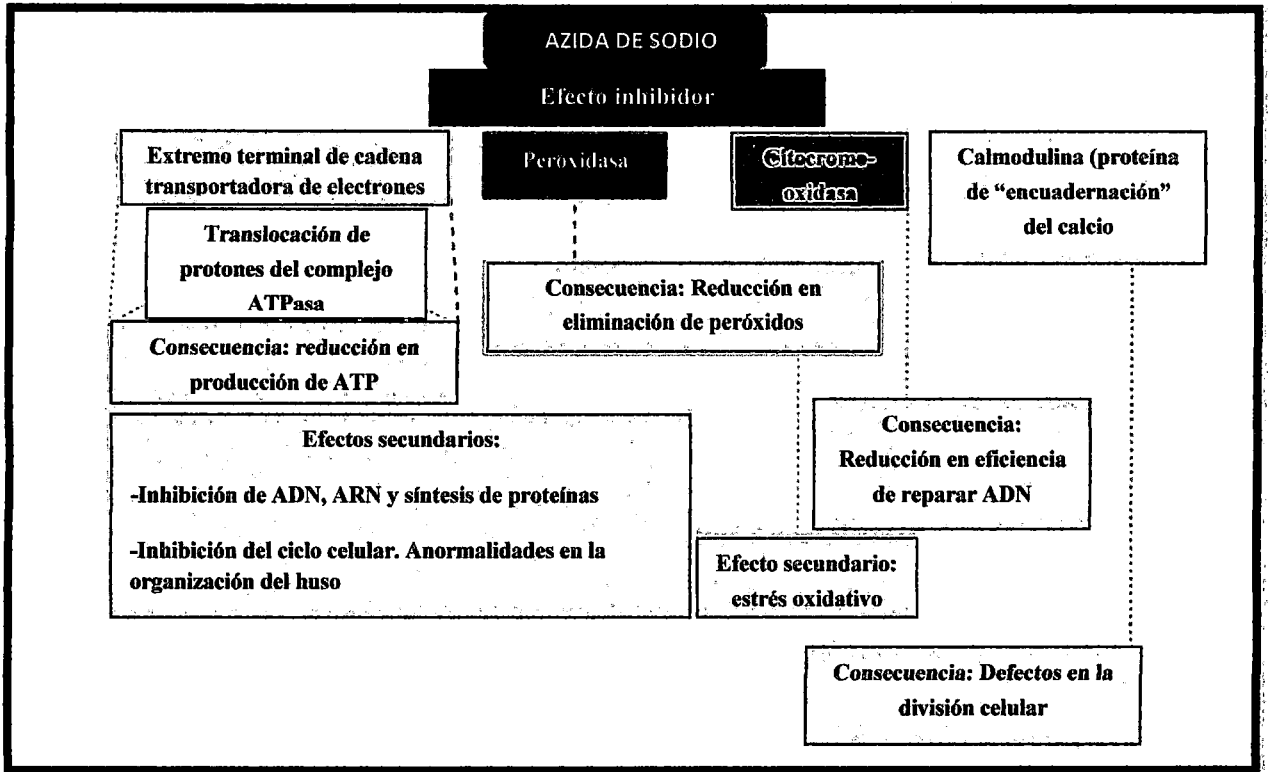 AZIDA DE SODIO
Efecto inhibidor
Extremo terminal de cadena
transportadora de electrones
Peroxidasa
Citocromo-
oxidasa
Calmodulina (proteína
de “encuadernación”
del calcio
Translocación de
protones del complejo
ATPasa
Consecuencia: Reducción en
eliminación de peróxidos
Consecuencia: reducción en
producción de ATP
Consecuencia:
Reducción en eficiencia
de reparar ADN
Efectos secundarios:
-Inhibición de ADN, ARN y síntesis de proteínas
-Inhibición del ciclo celular. Anormalidades en la
organización del huso
Efecto secundario:
estrés oxidativo
Consecuencia: Defectos en la
división celular